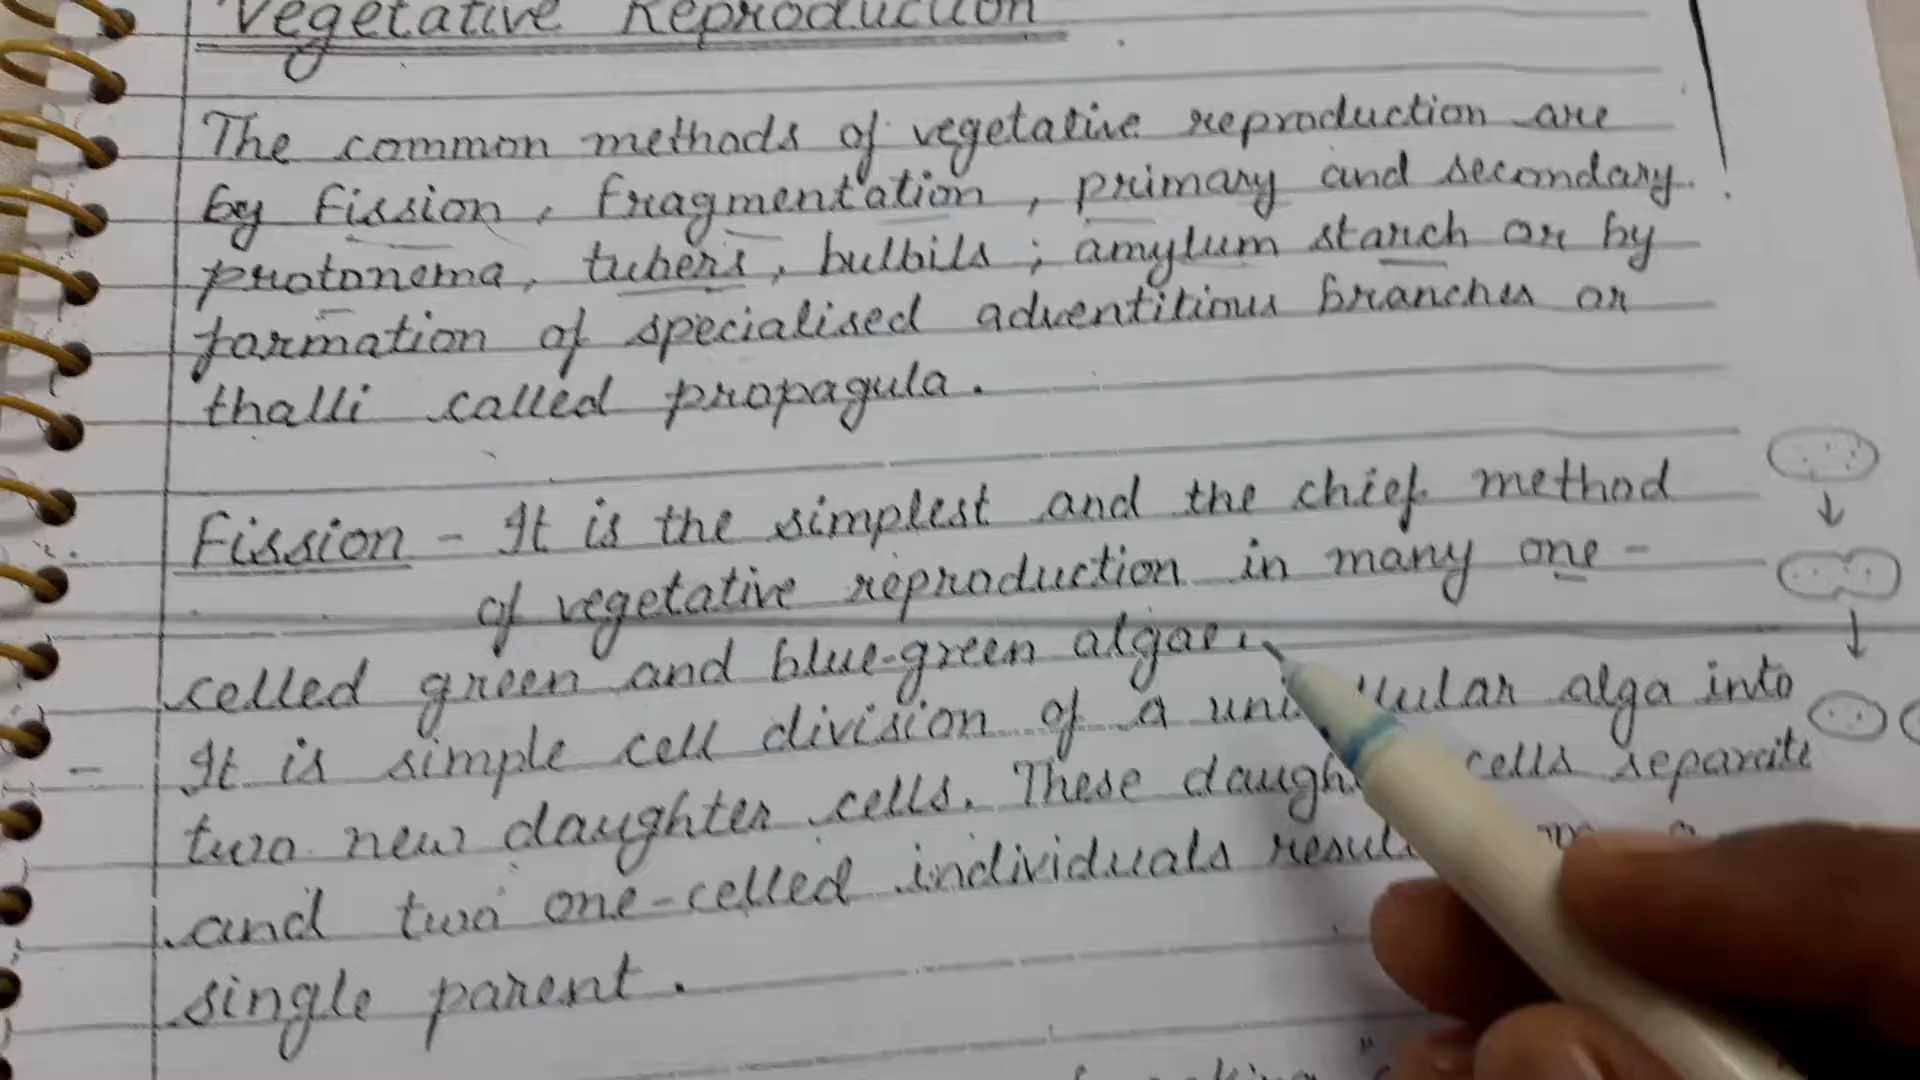 Vegetative Reproduction
The common methods of vegetative reproduction are
by fission, fragmentation, primary and secondary
protonema, tubers, bulbils; amylum starch or by
formation of specialised adventitious branches or
thalli called propagula.
Fission - It is the simplest and the chief method
of vegetative reproduction in many one-
celled green and blue-green algae.
- It is simple cell division of a uni llular alga into
two new daughter cells. These daugh cells separate
and two one-celled individuals result
single parent.